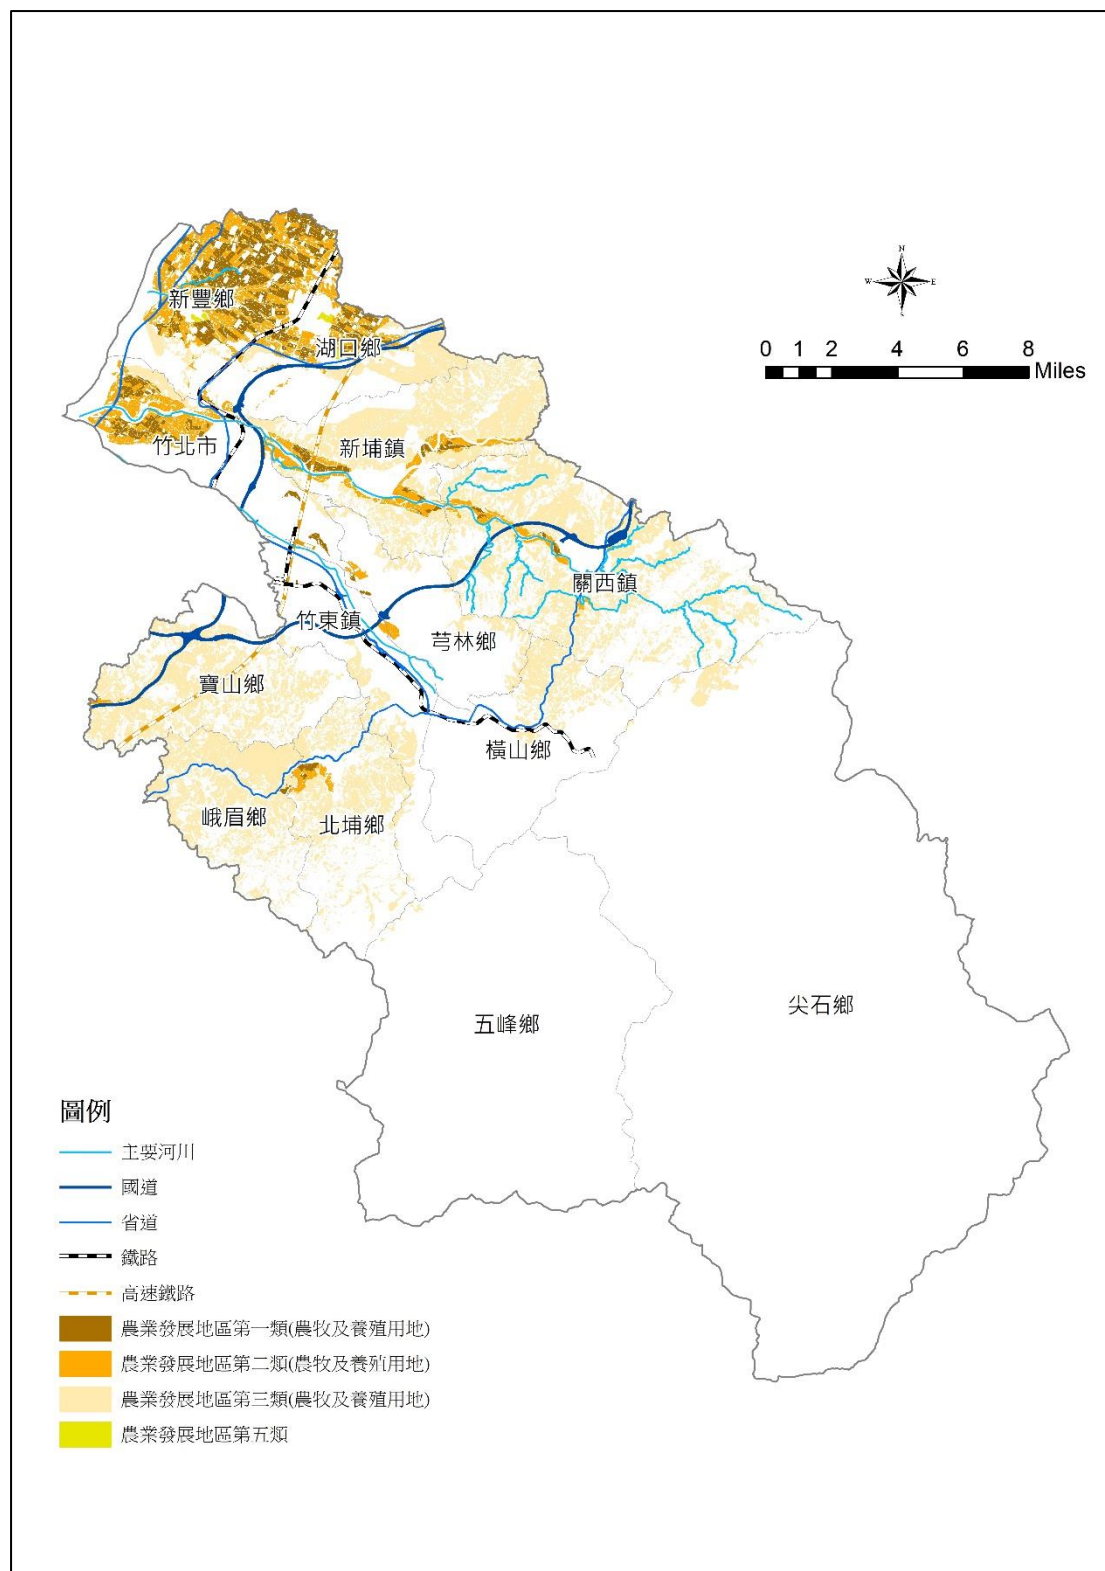 N
W
E
S
0 1 2 4 6 8
Miles
新豐鄉
湖口鄉
竹北市
新埔鎮
關西鎮
竹東鎮
芎林鄉
寶山鄉
橫山鄉
峨眉鄉
北埔鄉
尖石鄉
五峰鄉
圖例
主要河川
國道
省道
鐵路
高速鐵路
農業發展地區第一類(農牧及養殖用地)
農業發展地區第二類(農牧及養殖用地)
農業發展地區第三類(農牧及養殖用地)
農業發展地區第五類